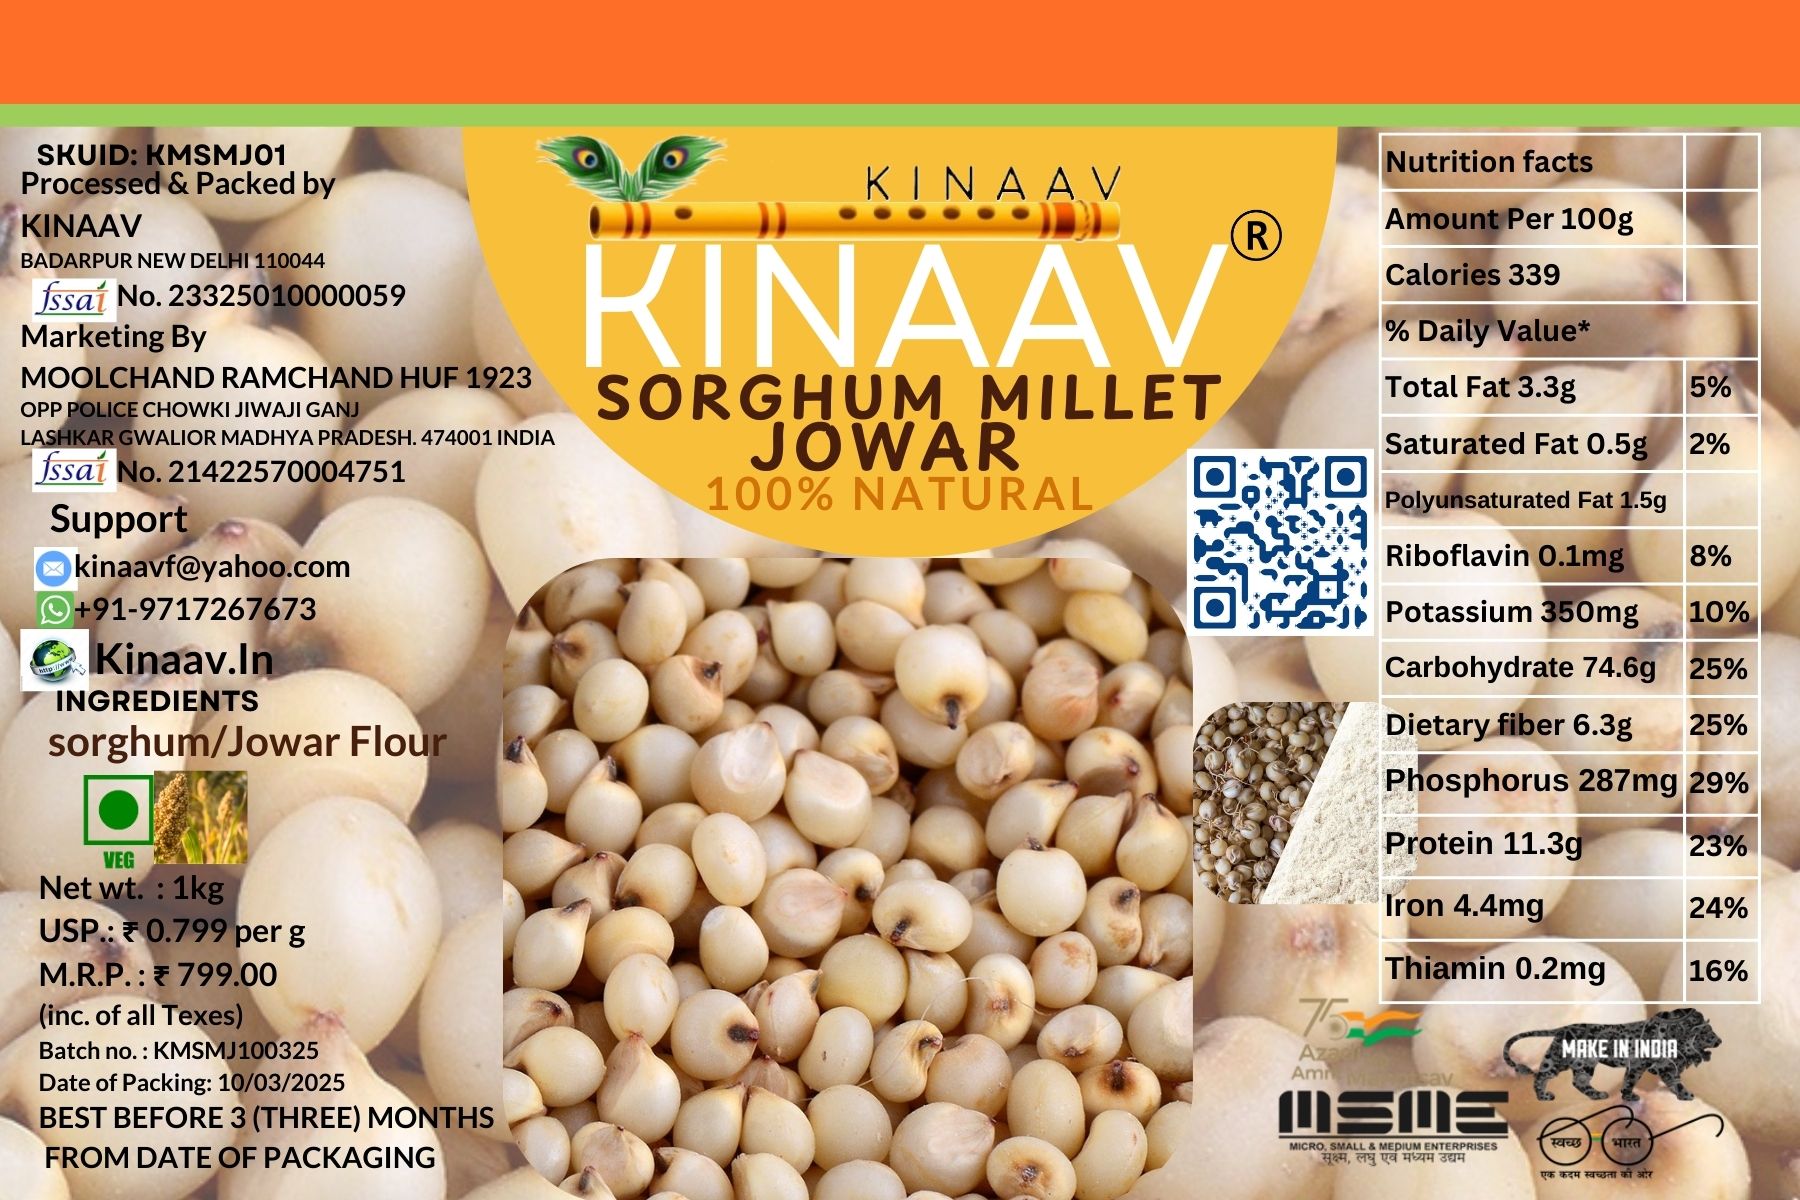 SKUID: KMSMJ01
Processed & Packed by
KINAAV
BADARPUR NEW DELHI 110044
fssai No. 23325010000059
Marketing By
MOOLCHAND RAMCHAND HUF 1923
OPP POLICE CHOWKI JIWAJI GANJ
LASHKAR GWALIOR MADHYA PRADESH. 474001 INDIA
fssai No. 21422570004751
Support
kinaavf@yahoo.com
+91-9717267673
http://www
Kinaav.In
INGREDIENTS
sorghum/Jowar Flour
VEG
Net wt. : 1kg
USP.: ₹ 0.799 per g
M.R.P. : ₹ 799.00
(inc. of all Texes)
Batch no. : KMSMJ100325
Date of Packing: 10/03/2025
BEST BEFORE 3 (THREE) MONTHS
FROM DATE OF PACKAGING
KINAAV
KINAAV®
SORGHUM MILLET
JOWAR
100% NATURAL
Nutrition facts
Amount Per 100g
Calories 339
% Daily Value*
Total Fat 3.3g 5%
Saturated Fat 0.5g 2%
Polyunsaturated Fat 1.5g
Riboflavin 0.1mg 8%
Potassium 350mg 10%
Carbohydrate 74.6g 25%
Dietary fiber 6.3g 25%
Phosphorus 287mg 29%
Protein 11.3g 23%
Iron 4.4mg 24%
Thiamin 0.2mg 16%
75
Azadi
Amrit Mahotsav
MAKE IN INDIA
MSME
MICRO, SMALL & MEDIUM ENTERPRISES
सूक्ष्म, लघु एवं मध्यम उद्यम
स्वच्छ भारत
एक कदम स्वच्छता की ओर